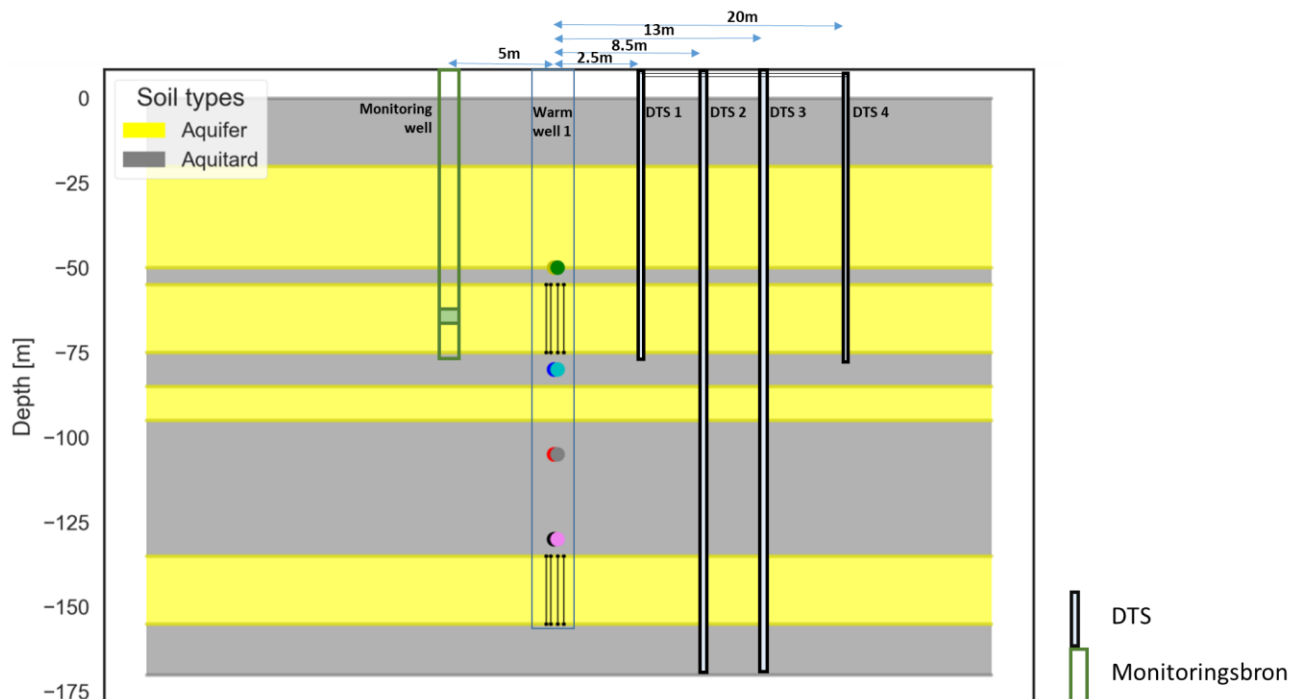 20m
13m
8.5m
5m
2.5m
Soil types
Aquifer
Aquitard
Monitoring
well
Warm
well 1
DTS 1
DTS 2
DTS 3
DTS 4
Depth [m]
0
−25
−50
−75
−100
−125
−150
−175
DTS
Monitoringsbron